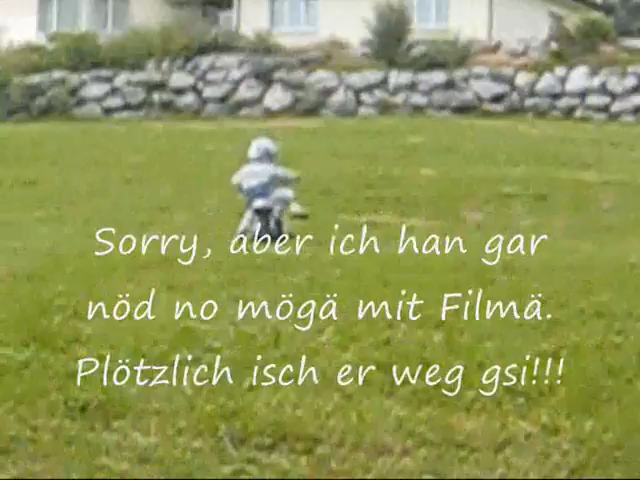 Sorry, aber ich han gar
nöd no mögä mit Filmä.
Plötzlich isch er weg gsi!!!